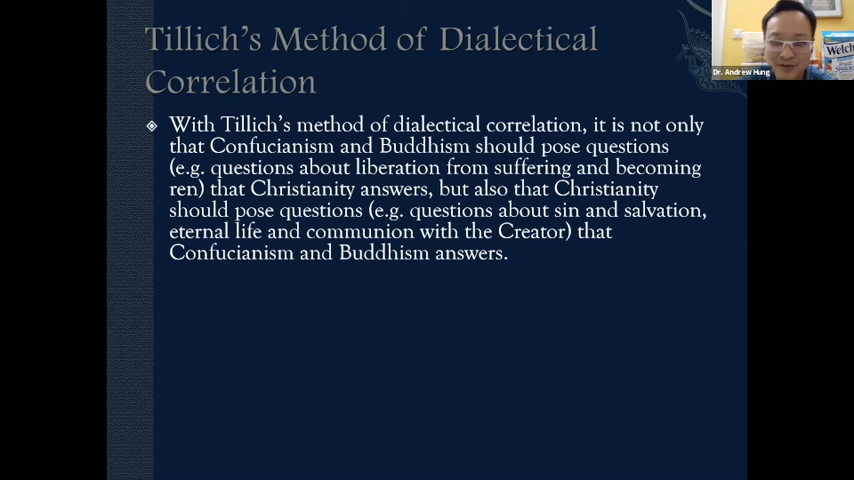 Tillich's Method of Dialectical
Correlation
With Tillich's method of dialectical correlation, it is not only
that Confucianism and Buddhism should pose questions
(e.g. questions about liberation from suffering and becoming
ren) that Christianity answers, but also that Christianity
should pose questions (e.g. questions about sin and salvation,
eternal life and communion with the Creator) that
Confucianism and Buddhism answers.
Dr. Andrew Hung
Welch